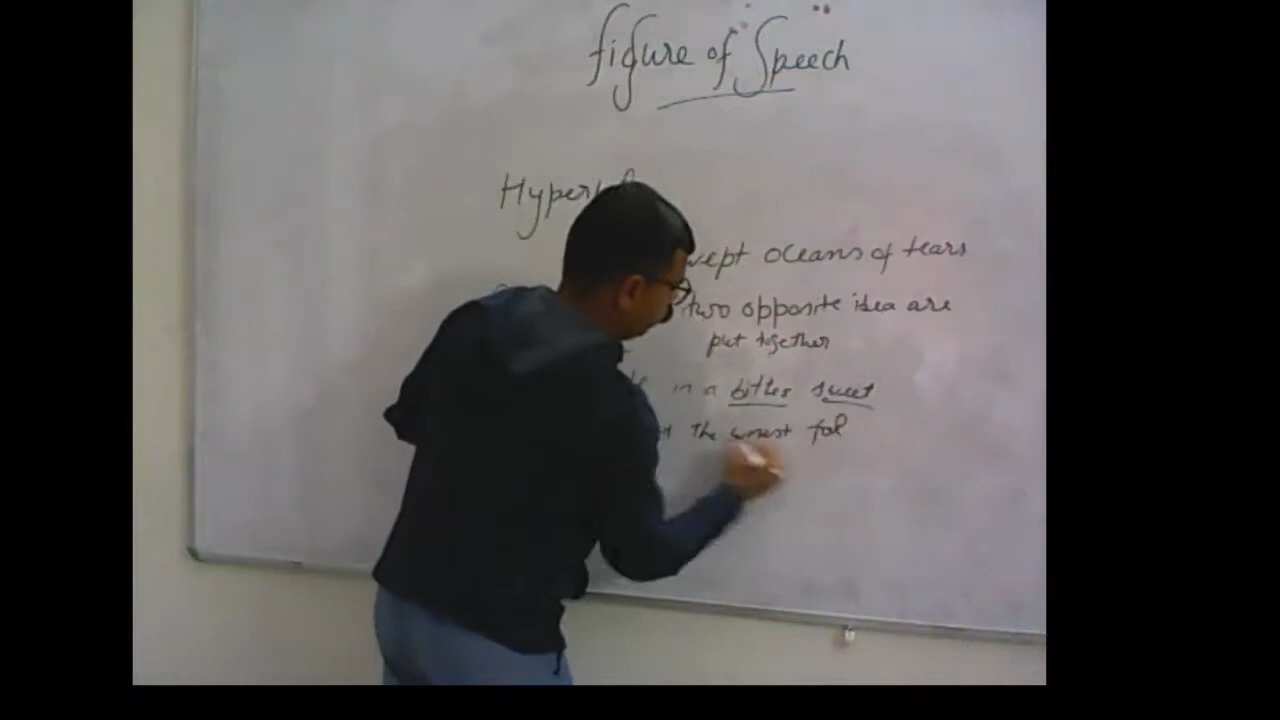 figure of Speech
wept oceans of tears
two opposite idea are
put together
in a bitter sweet
the wisest fool